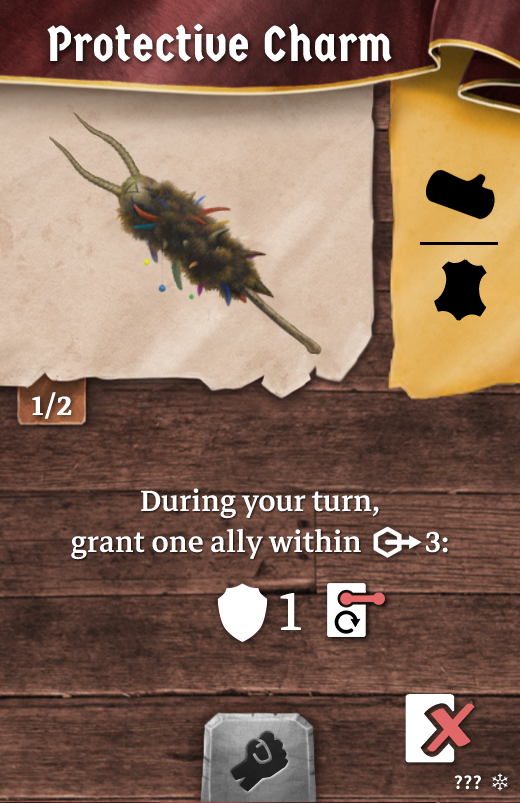 Protective Charm
1/2
During your turn,
grant one ally within 3:
1
???